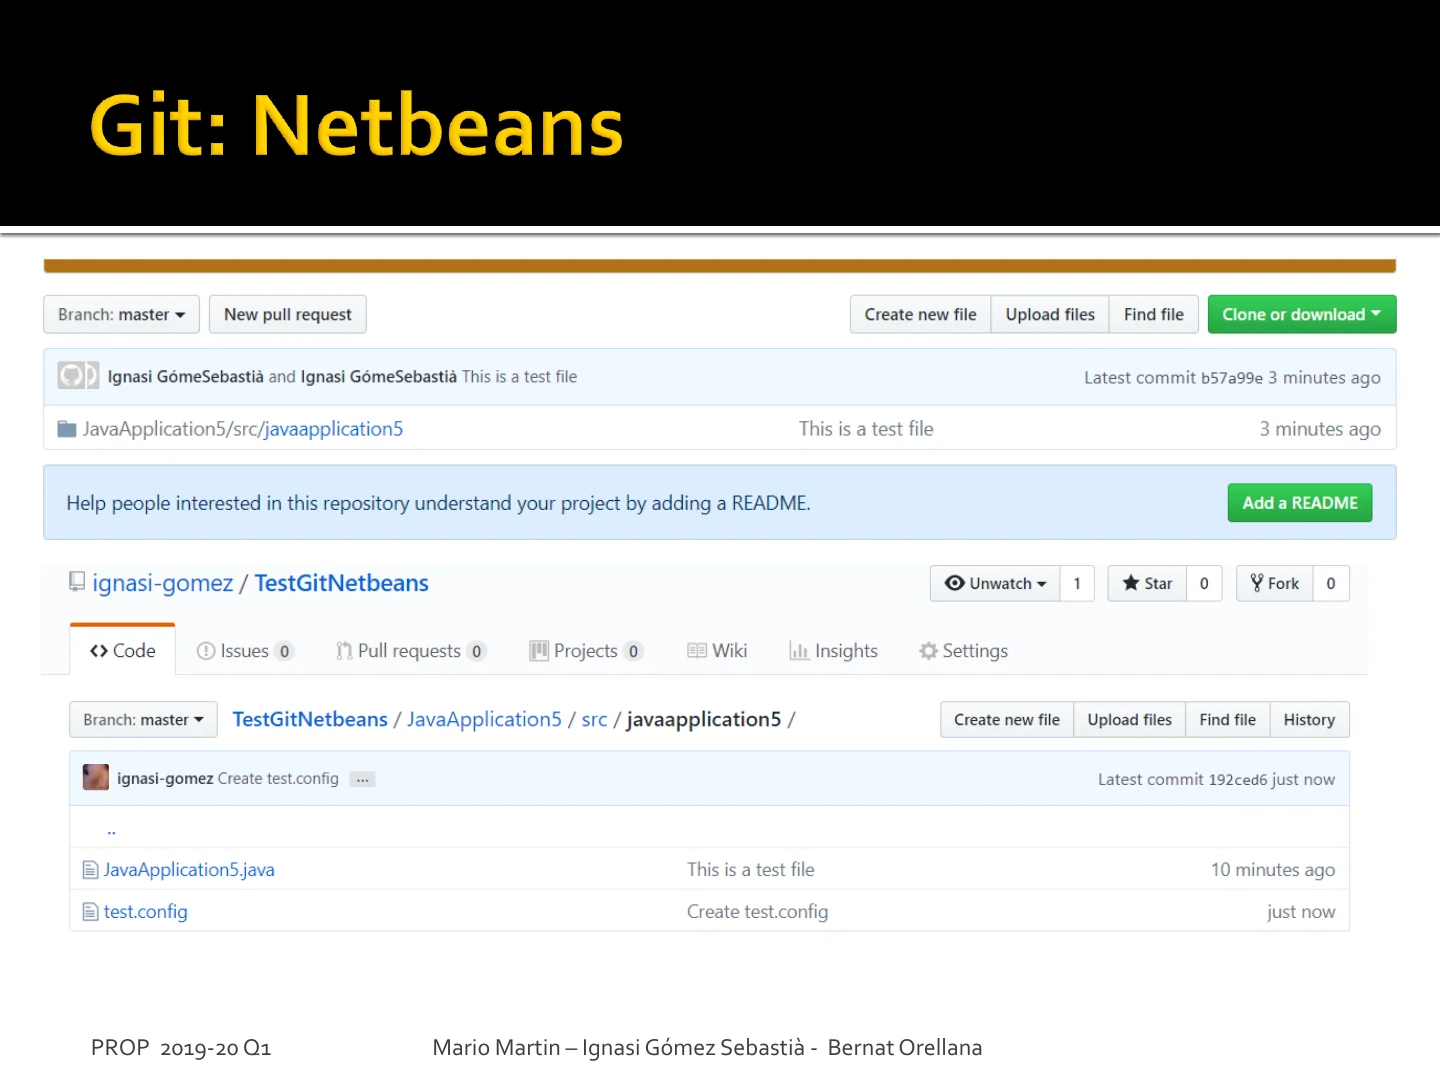 Git: Netbeans
Branch: master New pull request Create new file Upload files Find file Clone or download
Ignasi GómeSebastià and Ignasi GómeSebastià This is a test file Latest commit b57a99e 3 minutes ago
JavaApplication5/src/javaapplication5 This is a test file 3 minutes ago
Help people interested in this repository understand your project by adding a README. Add a README
ignasi-gomez / TestGitNetbeans Unwatch 1 Star 0 Fork 0
Code Issues 0 Pull requests 0 Projects 0 Wiki Insights Settings
Branch: master TestGitNetbeans / JavaApplication5 / src / javaapplication5 / Create new file Upload files Find file History
ignasi-gomez Create test.config ... Latest commit 192ced6 just now
..
JavaApplication5.java This is a test file 10 minutes ago
test.config Create test.config just now
PROP 2019-20 Q1 Mario Martin – Ignasi Gómez Sebastià - Bernat Orellana